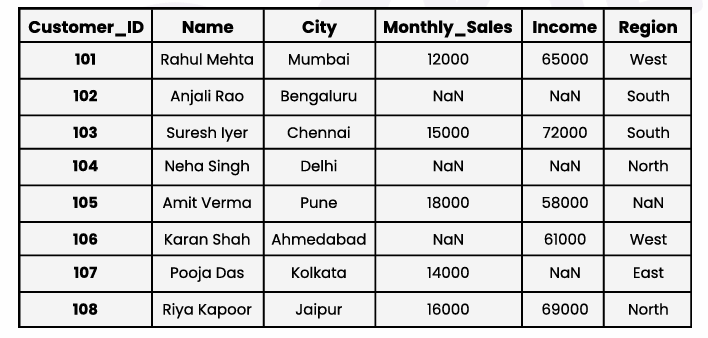 Customer_ID Name City Monthly_Sales Income Region
101 Rahul Mehta Mumbai 12000 65000 West
102 Anjali Rao Bengaluru NaN NaN South
103 Suresh Iyer Chennai 15000 72000 South
104 Neha Singh Delhi NaN NaN North
105 Amit Verma Pune 18000 58000 NaN
106 Karan Shah Ahmedabad NaN 61000 West
107 Pooja Das Kolkata 14000 NaN East
108 Riya Kapoor Jaipur 16000 69000 North